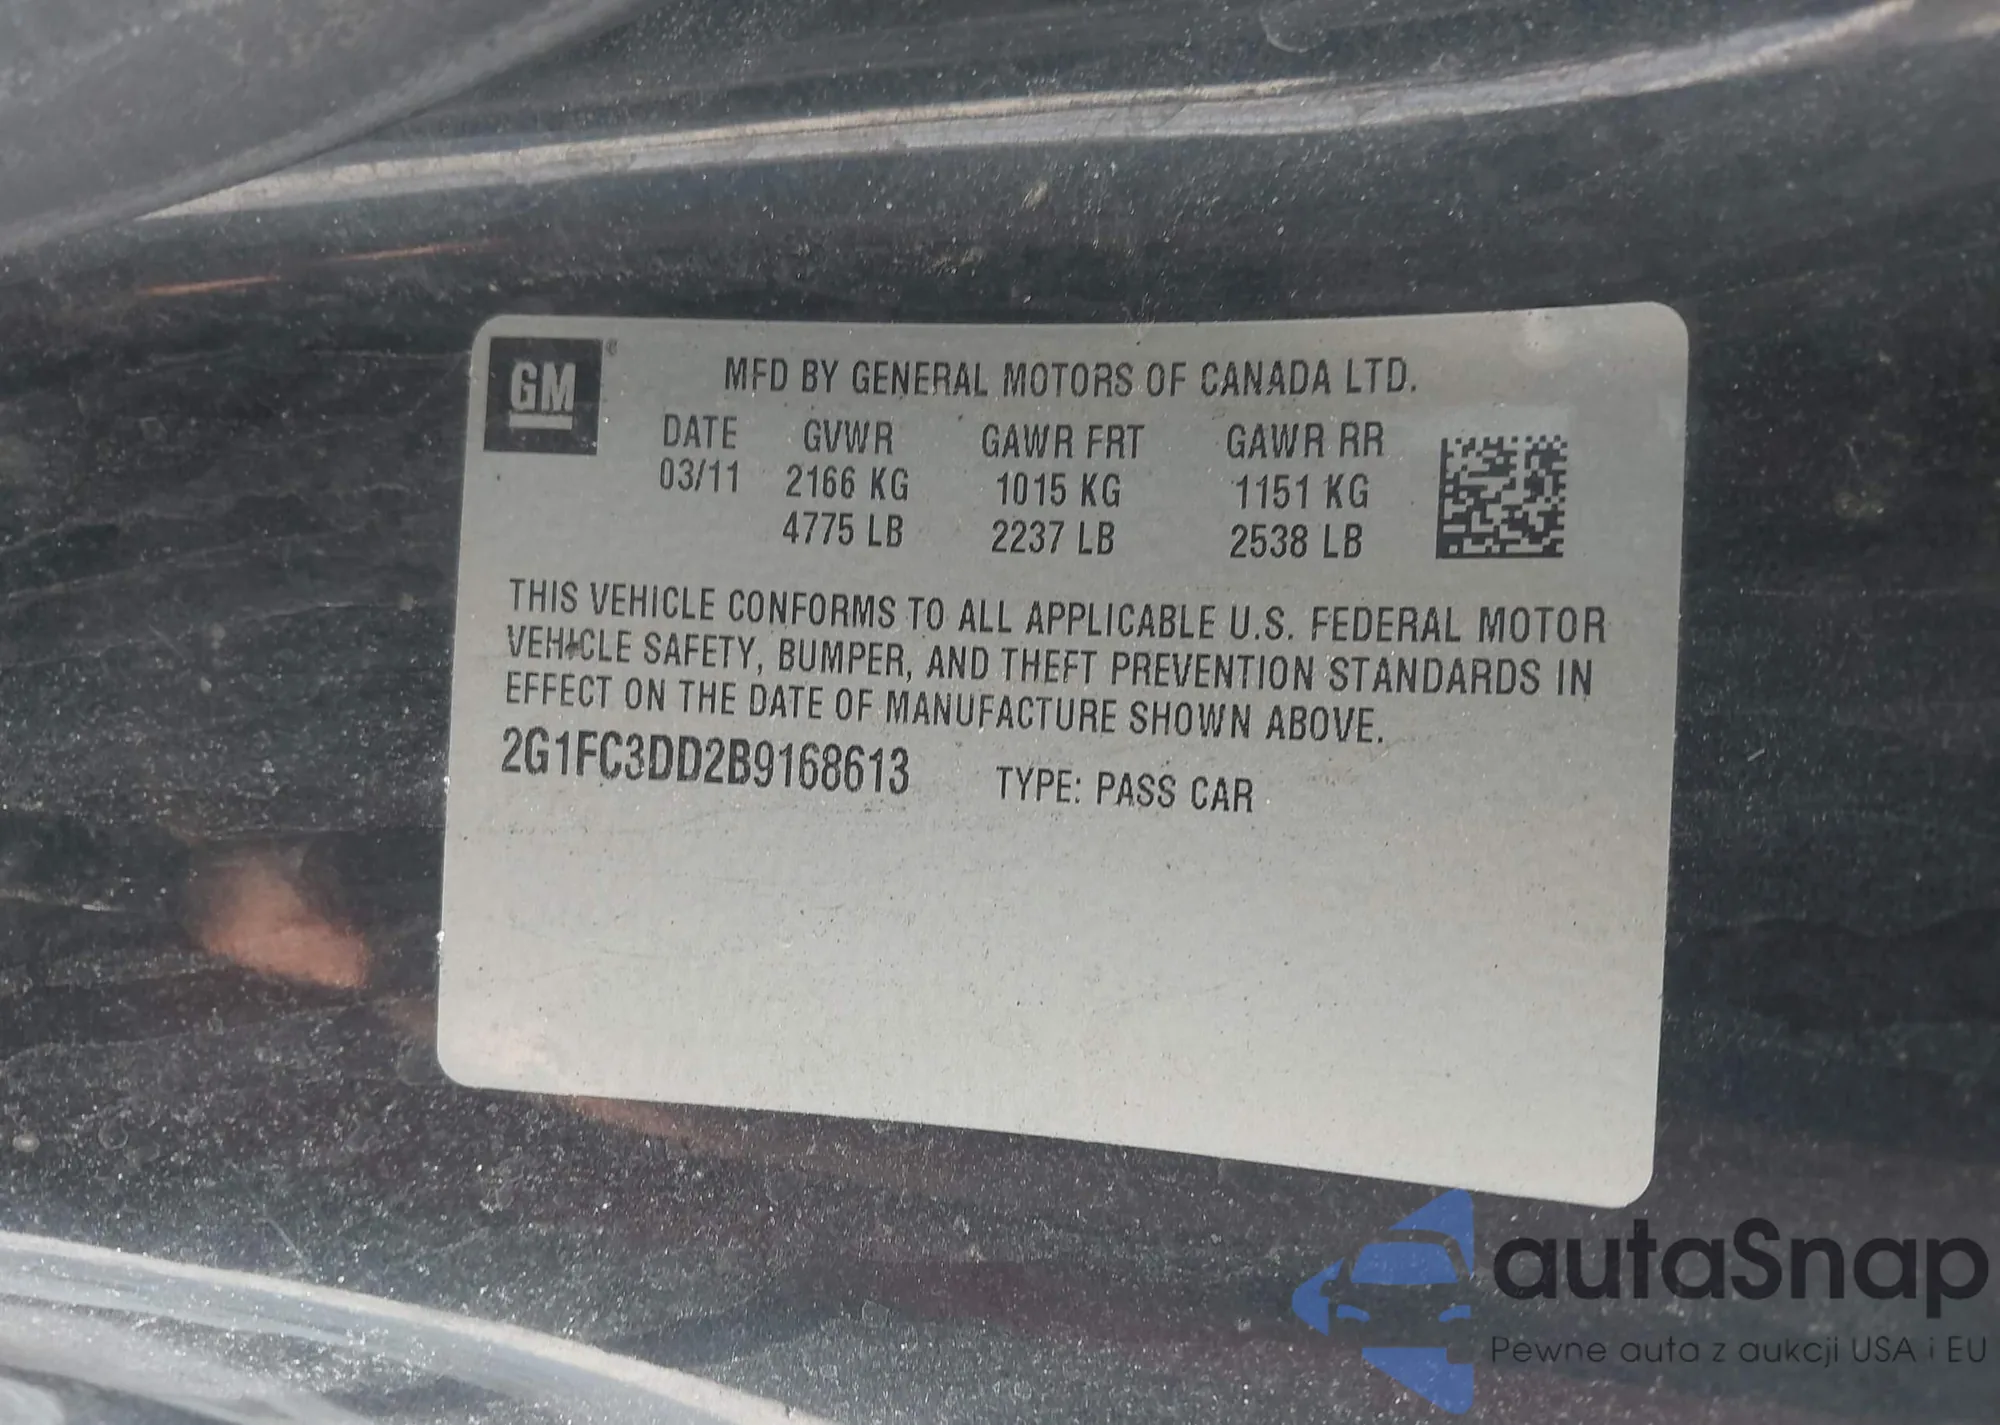 GM®
MFD BY GENERAL MOTORS OF CANADA LTD.
DATE GVWR GAWR FRT GAWR RR
03/11 2166 KG 1015 KG 1151 KG
4775 LB 2237 LB 2538 LB
THIS VEHICLE CONFORMS TO ALL APPLICABLE U.S. FEDERAL MOTOR
VEHICLE SAFETY, BUMPER, AND THEFT PREVENTION STANDARDS IN
EFFECT ON THE DATE OF MANUFACTURE SHOWN ABOVE.
2G1FC3DD2B9168613 TYPE: PASS CAR
autaSnap
Pewne auta z aukcji USA i EU